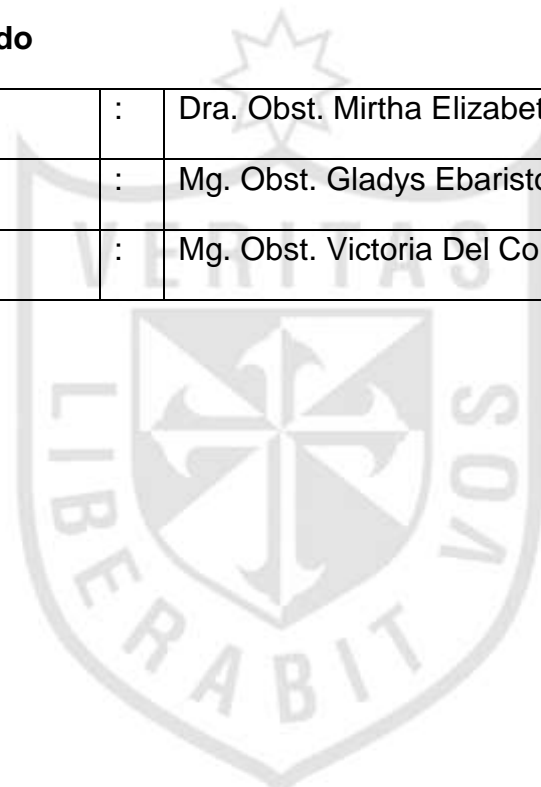 do
: Dra. Obst. Mirtha Elizabet
: Mg. Obst. Gladys Ebaristo
: Mg. Obst. Victoria Del Co
VERITAS
LIBERABIT VOS